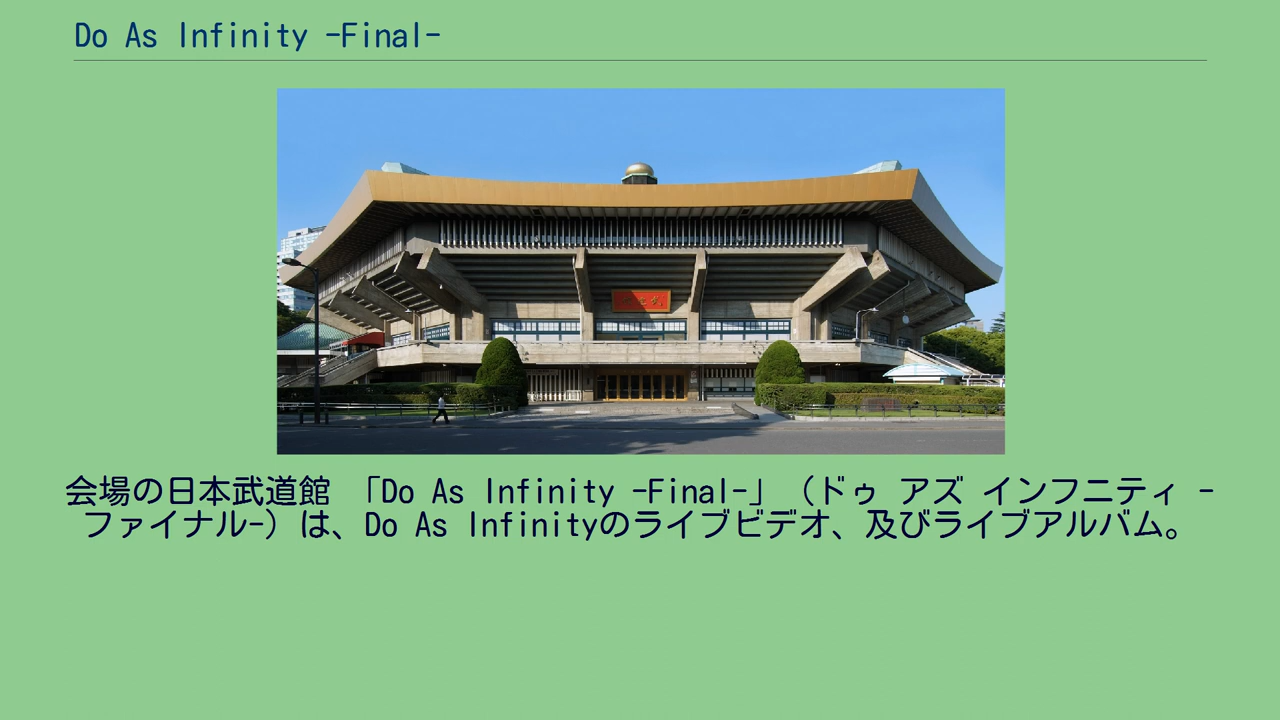 Do As Infinity -Final-
会場の日本武道館 「Do As Infinity -Final-」（ドゥ アズ インフニティ -
ファイナル-）は、Do As Infinityのライブビデオ、及びライブアルバム。